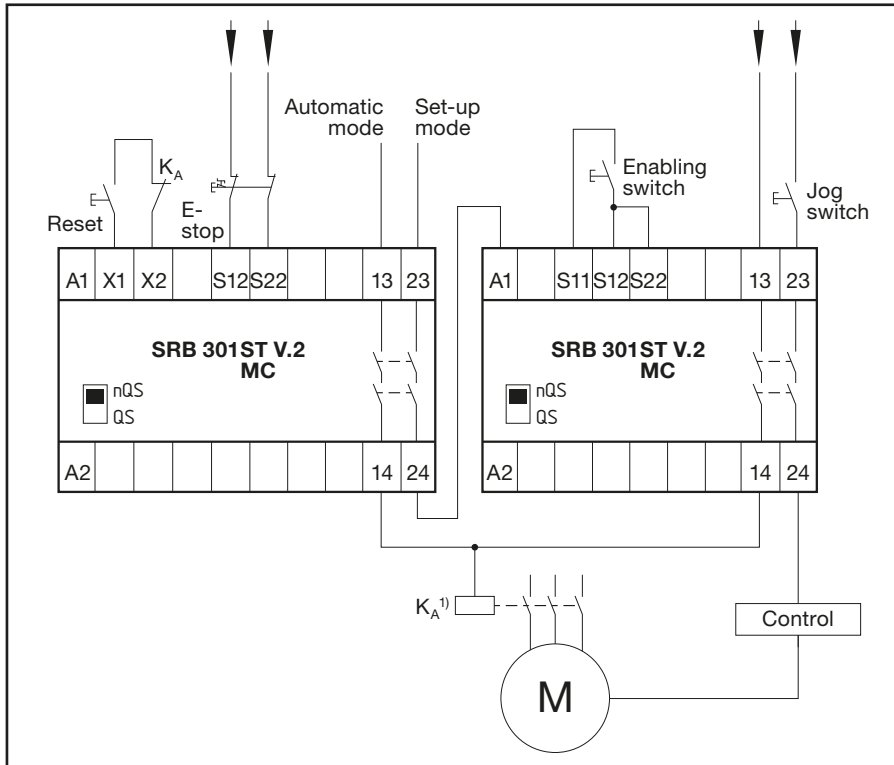 Automatic
mode
Set-up
mode
K_A
Reset
E-
stop
Enabling
switch
Jog
switch
A1 X1 X2 S12 S22 13 23
A1 S11 S12 S22 13 23
SRB 301ST V.2
MC
nQS
QS
SRB 301ST V.2
MC
nQS
QS
A2 14 24
A2 14 24
K_A¹⁾
Control
M